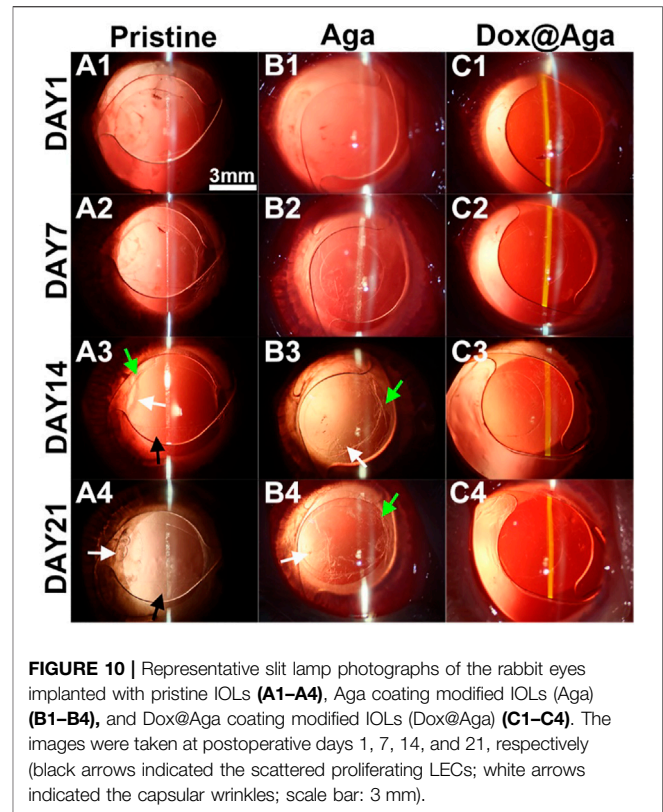 Pristine Aga Dox@Aga
DAY1 A1 B1 C1
3mm
DAY7 A2 B2 C2
DAY14 A3 B3 C3
DAY21 A4 B4 C4
FIGURE 10 | Representative slit lamp photographs of the rabbit eyes
implanted with pristine IOLs (A1–A4), Aga coating modified IOLs (Aga)
(B1–B4), and Dox@Aga coating modified IOLs (Dox@Aga) (C1–C4). The
images were taken at postoperative days 1, 7, 14, and 21, respectively
(black arrows indicated the scattered proliferating LECs; white arrows
indicated the capsular wrinkles; scale bar: 3 mm).